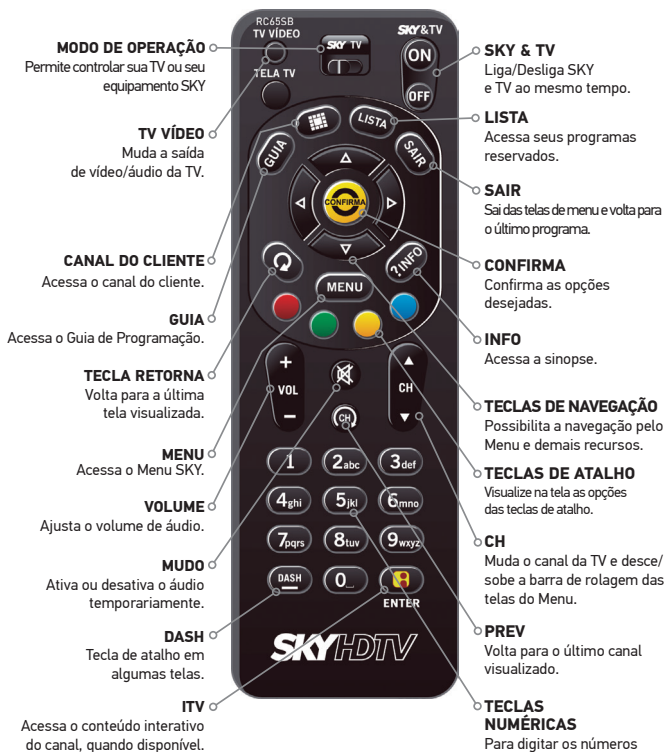 MODO DE OPERAÇÃO
Permite controlar sua TV ou seu
equipamento SKY
TV VÍDEO
Muda a saída
de vídeo/áudio da TV.
CANAL DO CLIENTE
Acessa o canal do cliente.
GUIA
Acessa o Guia de Programação.
TECLA RETORNA
Volta para a última
tela visualizada.
MENU
Acessa o Menu SKY.
VOLUME
Ajusta o volume de áudio.
MUDO
Ativa ou desativa o áudio
temporariamente.
DASH
Tecla de atalho em
algumas telas.
ITV
Acessa o conteúdo interativo
do canal, quando disponível.
RC65SB
TV VÍDEO
SKY TV
SKY&TV
ON
TELA TV
OFF
LISTA
GUIA
SAIR
CONFIRMA
?INFO
MENU
+
VOL
−
CH
CH
1
2abc
3def
4ghi
5jkl
6mno
7pqrs
8tuv
9wxyz
DASH
0
ENTER
SKY HDTV
SKY & TV
Liga/Desliga SKY
e TV ao mesmo tempo.
LISTA
Acessa seus programas
reservados.
SAIR
Sai das telas de menu e volta para
o último programa.
CONFIRMA
Confirma as opções
desejadas.
INFO
Acessa a sinopse.
TECLAS DE NAVEGAÇÃO
Possibilita a navegação pelo
Menu e demais recursos.
TECLAS DE ATALHO
Visualize na tela as opções
das teclas de atalho.
CH
Muda o canal da TV e desce/
sobe a barra de rolagem das
telas do Menu.
PREV
Volta para o último canal
visualizado.
TECLAS
NUMÉRICAS
Para digitar os números